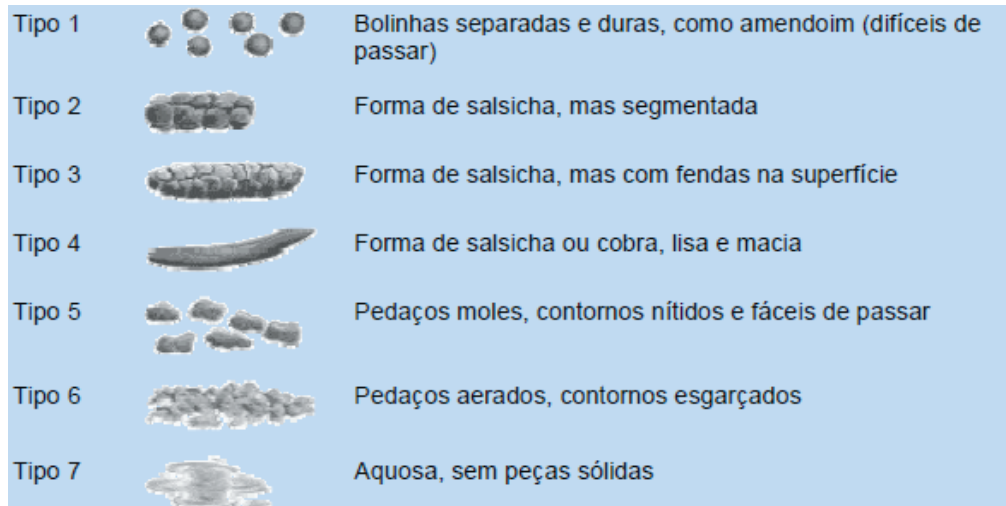 Tipo 1 Bolinhas separadas e duras, como amendoim (difíceis de
passar)
Tipo 2 Forma de salsicha, mas segmentada
Tipo 3 Forma de salsicha, mas com fendas na superfície
Tipo 4 Forma de salsicha ou cobra, lisa e macia
Tipo 5 Pedaços moles, contornos nítidos e fáceis de passar
Tipo 6 Pedaços aerados, contornos esgarçados
Tipo 7 Aquosa, sem peças sólidas